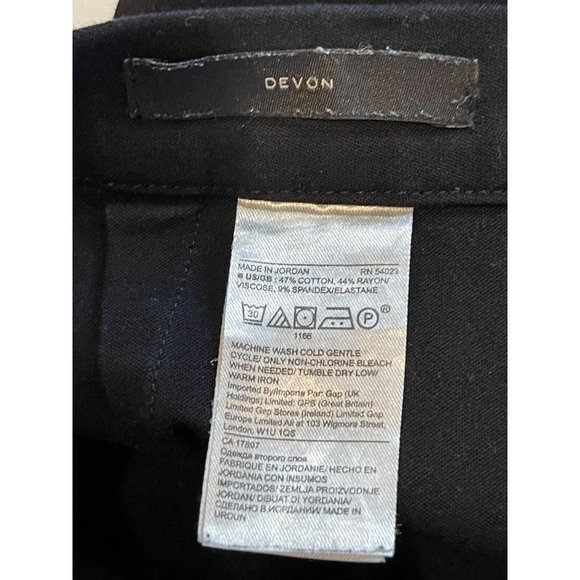 DEVON
MADE IN JORDAN RN 54023
■ US/GB : 47% COTTON, 44% RAYON/
VISCOSE, 9% SPANDEX/ELASTANE
30 P ®
1166
MACHINE WASH COLD GENTLE
CYCLE/ ONLY NON-CHLORINE BLEACH
WHEN NEEDED/ TUMBLE DRY LOW/
WARM IRON
Imported By/Importe Par: Gap (UK
Holdings) Limited: GPS (Great Britain)
Limited Gap Stores (Ireland) Limited Gap
Europe Limited All at 103 Wigmore Street,
London, W1U 1QS
CA 17897
Одежда второго слоя
FABRIQUE EN JORDANIE/ HECHO EN
JORDANIA CON INSUMOS
IMPORTADOS/ ZEMLJA PROIZVODNJE
JORDAN/ DIBUAT DI YORDANIA/
СДЕЛАНО В ИОРДАНИИ/ MADE IN
URDUN